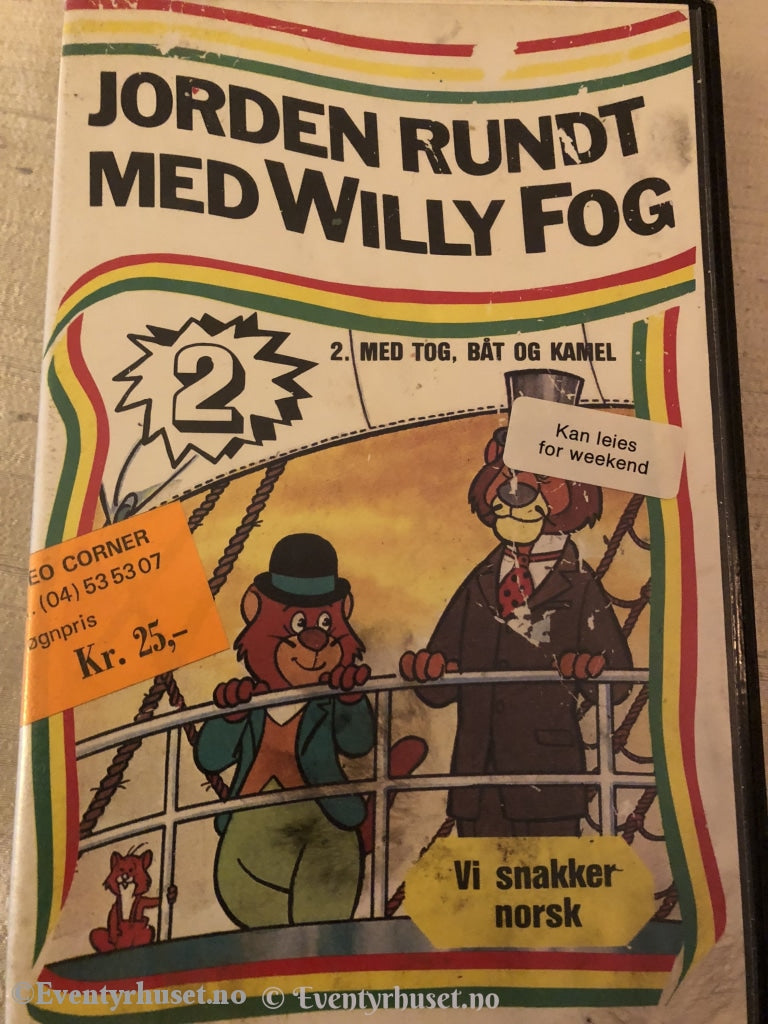 JORDEN RUNDT
MED WILLY FOG
2
2. MED TOG, BÅT OG KAMEL
Kan leies
for weekend
EO CORNER
. (04) 53 53 07
øgnpris
Kr. 25,-
Vi snakker
norsk
©Eventyrhuset.no © Eventyrhuset.no